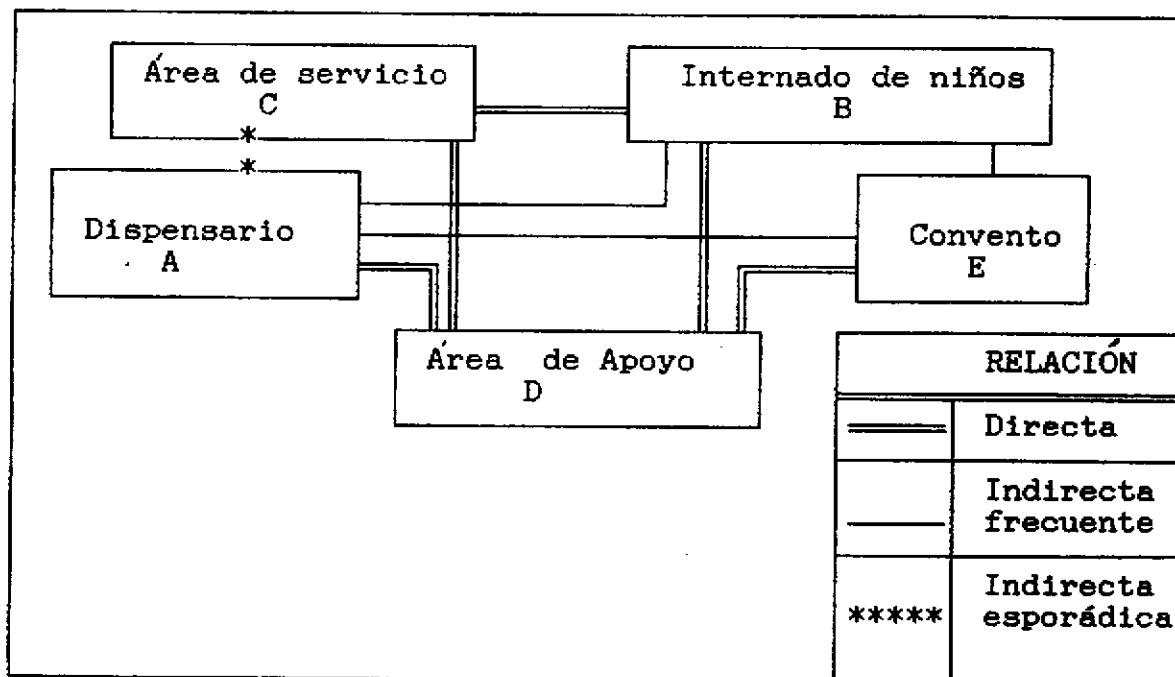 Área de servicio
C
Internado de niños
B
*
*
Dispensario
A
Convento
E
Área de Apoyo
D
RELACIÓN
Directa
Indirecta
frecuente
Indirecta
***** esporádica